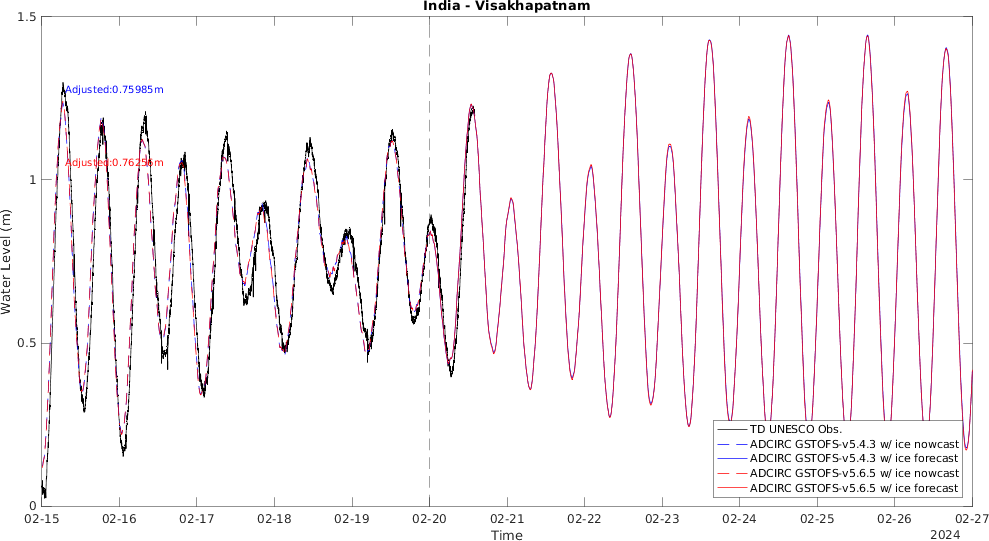 India - Visakhapatnam
1.5
1
0.5
0
Water Level (m)
Adjusted:0.75985m
Adjusted:0.76256m
TD UNESCO Obs.
ADCIRC GSTOFS-v5.4.3 w/ ice nowcast
ADCIRC GSTOFS-v5.4.3 w/ ice forecast
ADCIRC GSTOFS-v5.6.5 w/ ice nowcast
ADCIRC GSTOFS-v5.6.5 w/ ice forecast
02-15 02-16 02-17 02-18 02-19 02-20 02-21 02-22 02-23 02-24 02-25 02-26 02-27
Time
2024